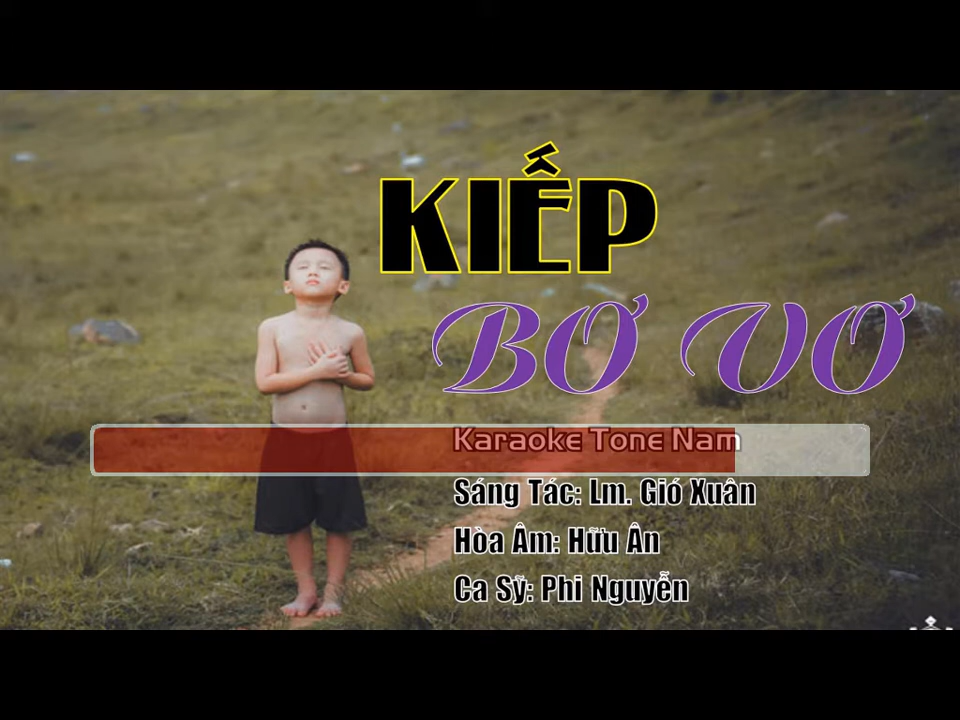 KIẾP
BƠ VƠ
Karaoke Tone Nam
Sáng Tác: Lm. Gió Xuân
Hòa Âm: Hữu Ân
Ca Sỹ: Phi Nguyễn